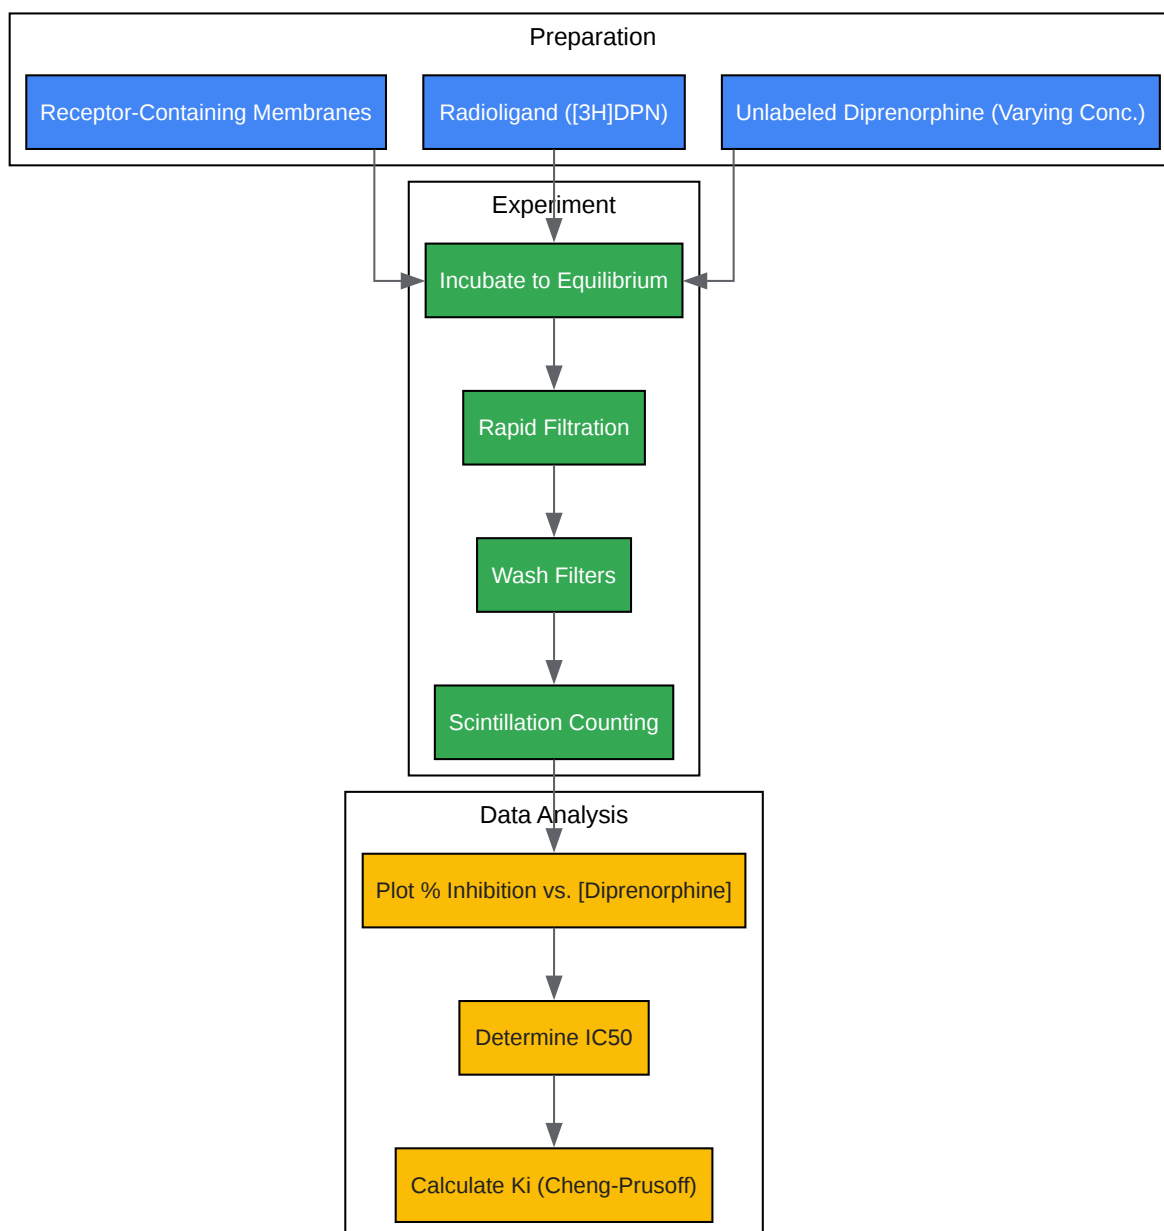 Preparation
Receptor-Containing Membranes
Radioligand ([3H]DPN)
Unlabeled Diprenorphine (Varying Conc.)
Experiment
Incubate to Equilibrium
Rapid Filtration
Wash Filters
Scintillation Counting
Data Analysis
Plot % Inhibition vs. [Diprenorphine]
Determine IC50
Calculate Ki (Cheng-Prusoff)